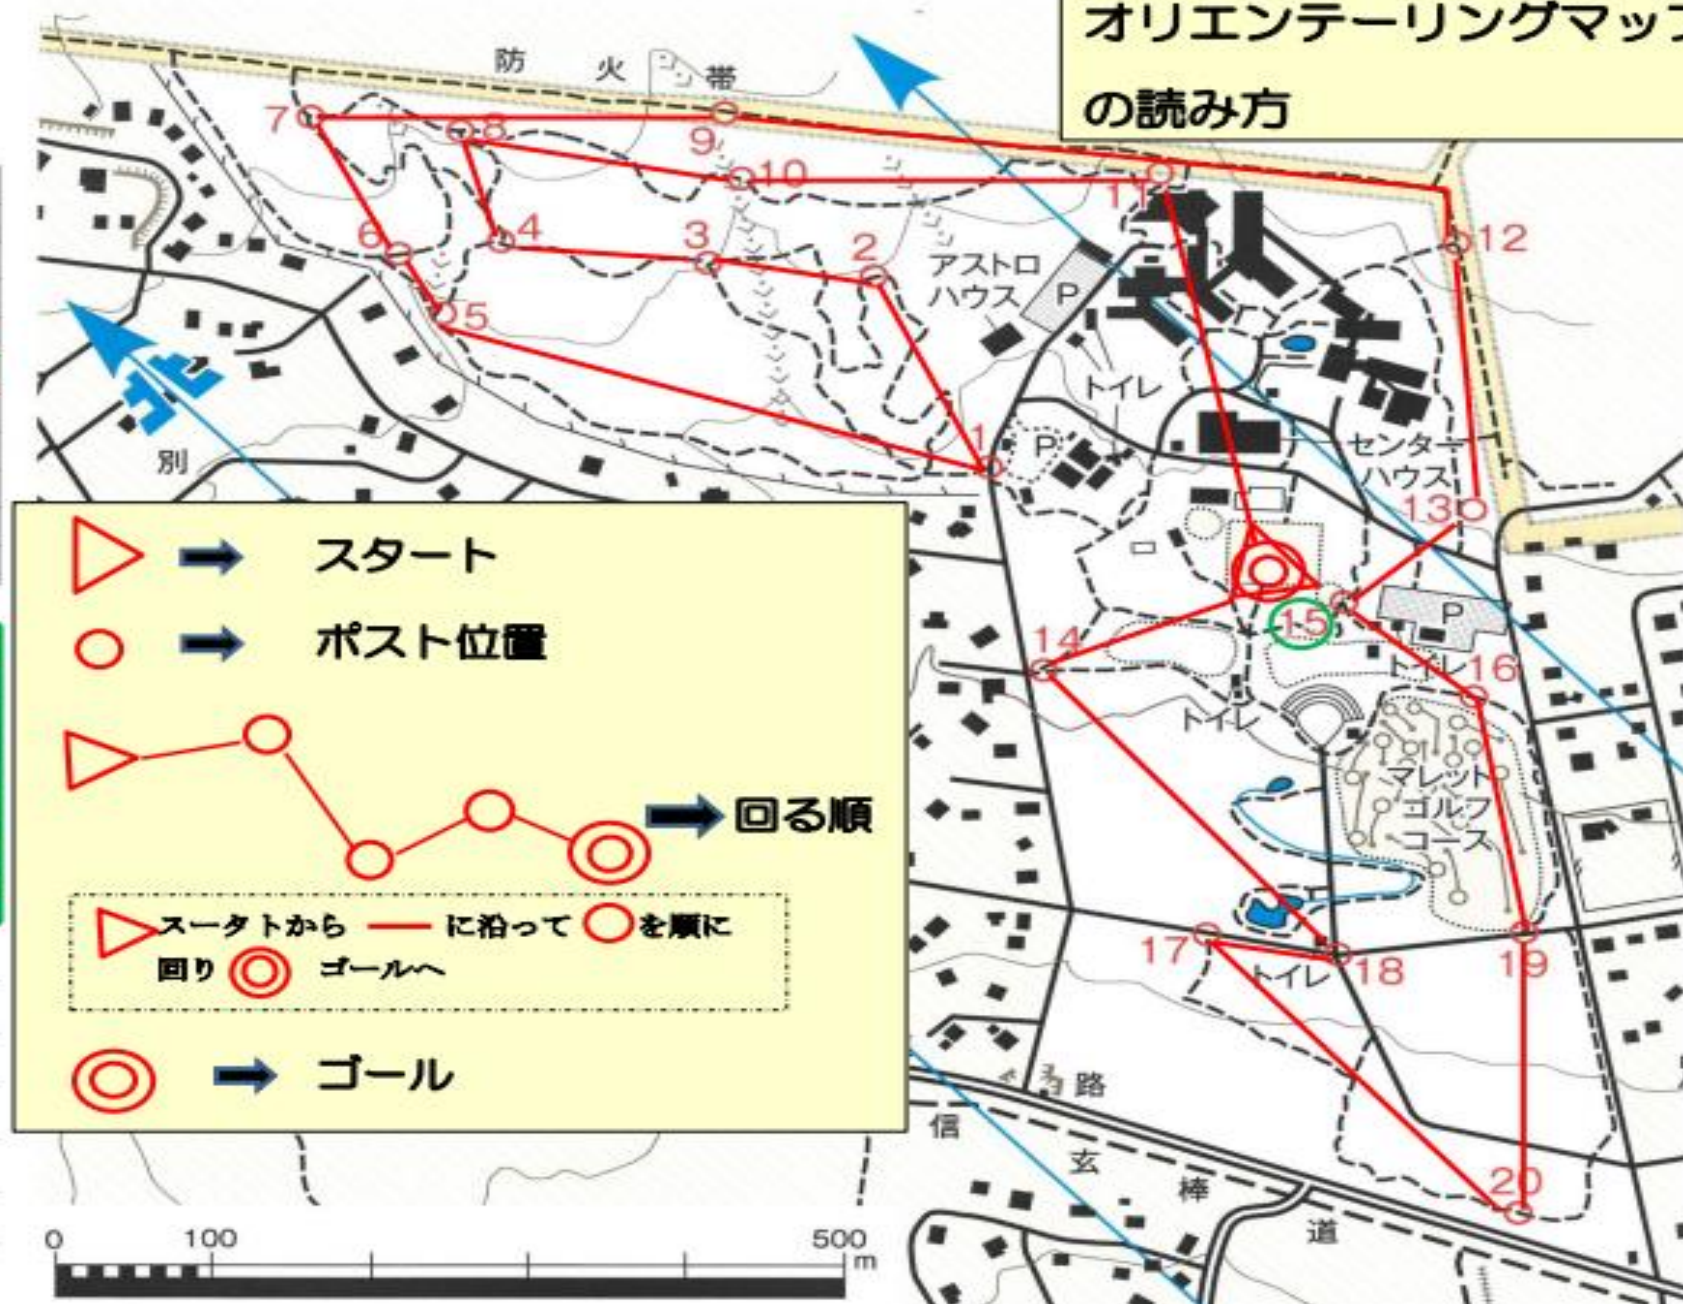 オリエンテーリングマップ
の読み方
防火帯
7
8
9
10
11
12
6
4
3
2
5
アストロ
ハウス
P
トイレ
1
P
センター
ハウス
13
別
スタート
ポスト位置
回る順
スータトから に沿って を順に
回り ゴールへ
ゴール
15
P
14
トイレ
16
トイレ
マレット
ゴルフ
コース
17
トイレ
18
19
路
信玄棒道
20
0 100 500 m